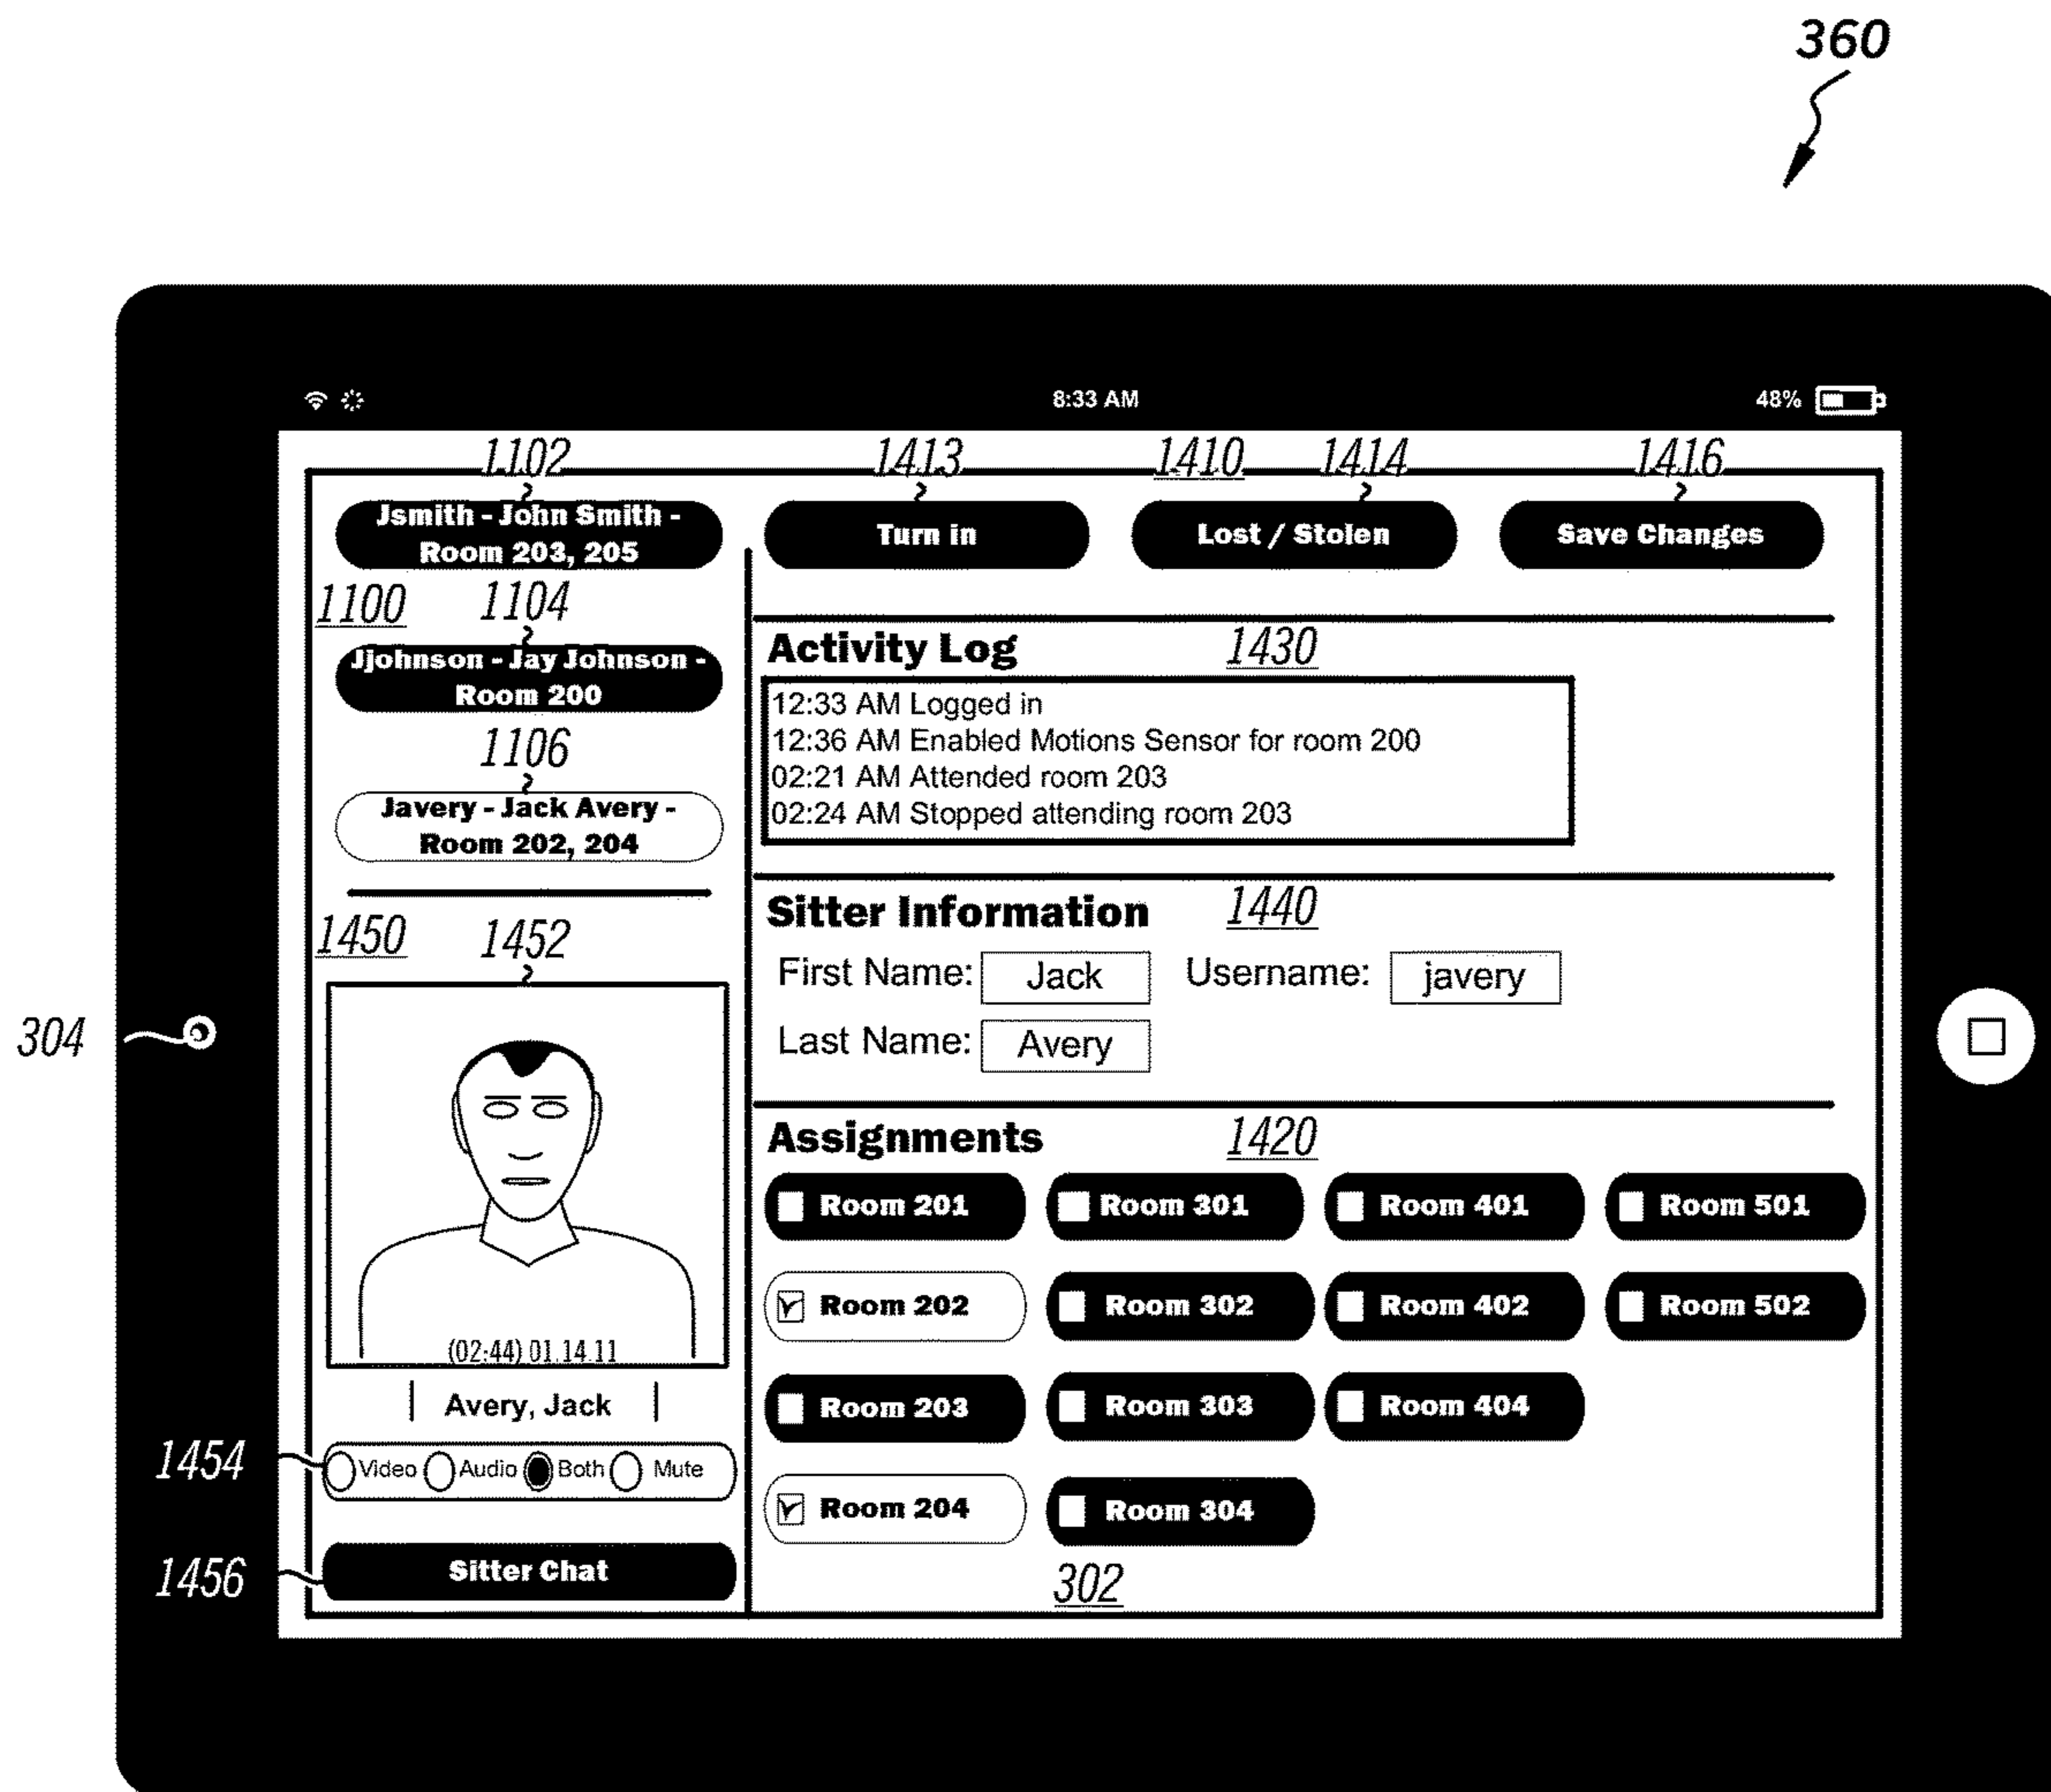 360
8:33 AM
48%
1102
1413
1410
1414
1416
Jsmith - John Smith -
Room 203, 205
Turn in
Lost / Stolen
Save Changes
1100
1104
Jjohnson - Jay Johnson -
Room 200
1106
Javery - Jack Avery -
Room 202, 204
Activity Log
1430
12:33 AM Logged in
12:36 AM Enabled Motions Sensor for room 200
02:21 AM Attended room 203
02:24 AM Stopped attending room 203
1450
1452
Sitter Information
1440
First Name: Jack Username: javery
Last Name: Avery
304
(02:44) 01.14.11
Avery, Jack
1454
Video Audio Both Mute
1456
Sitter Chat
Assignments
1420
Room 201 Room 301 Room 401 Room 501
Room 202 Room 302 Room 402 Room 502
Room 203 Room 303 Room 404
Room 204 Room 304
302